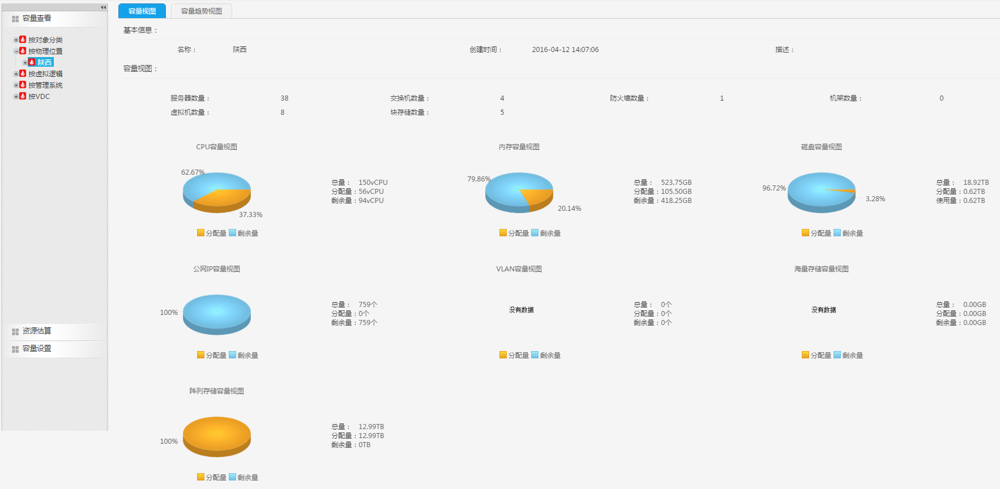 容量查看
按对象分类
按物理位置
陕西
按虚拟逻辑
按管理系统
按VDC
资源估算
容量设置
容量视图 容量趋势视图
基本信息：
名称： 陕西 创建时间： 2016-04-12 14:07:06 描述：
容量视图：
服务器数量： 38 交换机数量： 4 防火墙数量： 1 机架数量： 0
虚拟机数量： 8 块存储数量： 5
CPU容量视图
62.67%
37.33%
总量： 150vCPU
分配量：56vCPU
剩余量：94vCPU
分配量 剩余量
内存容量视图
79.86%
20.14%
总量： 523.75GB
分配量：105.50GB
剩余量：418.25GB
分配量 剩余量
磁盘容量视图
96.72%
3.28%
总量： 18.92TB
分配量：0.62TB
使用量：0.62TB
分配量 剩余量
公网IP容量视图
100%
总量： 759个
分配量：0个
剩余量：759个
分配量 剩余量
VLAN容量视图
没有数据
总量： 0个
分配量：0个
剩余量：0个
分配量 剩余量
海量存储容量视图
没有数据
总量： 0.00GB
分配量：0.00GB
剩余量：0.00GB
分配量 剩余量
阵列存储容量视图
100%
总量： 12.99TB
分配量：12.99TB
剩余量：0TB
分配量 剩余量